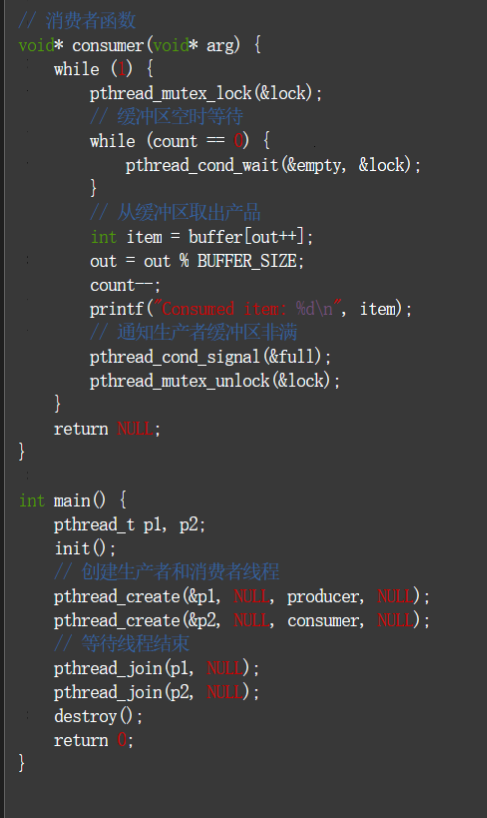 // 消费者函数
void* consumer(void* arg) {
    while (1) {
        pthread_mutex_lock(&lock);
        // 缓冲区空时等待
        while (count == 0) {
            pthread_cond_wait(&empty, &lock);
        }
        // 从缓冲区取出产品
        int item = buffer[out++];
        out = out % BUFFER_SIZE;
        count--;
        printf("Consumed item: %d\n", item);
        // 通知生产者缓冲区非满
        pthread_cond_signal(&full);
        pthread_mutex_unlock(&lock);
    }
    return NULL;
}
int main() {
    pthread_t p1, p2;
    init();
    // 创建生产者和消费者线程
    pthread_create(&p1, NULL, producer, NULL);
    pthread_create(&p2, NULL, consumer, NULL);
    // 等待线程结束
    pthread_join(p1, NULL);
    pthread_join(p2, NULL);
    destroy();
    return 0;
}